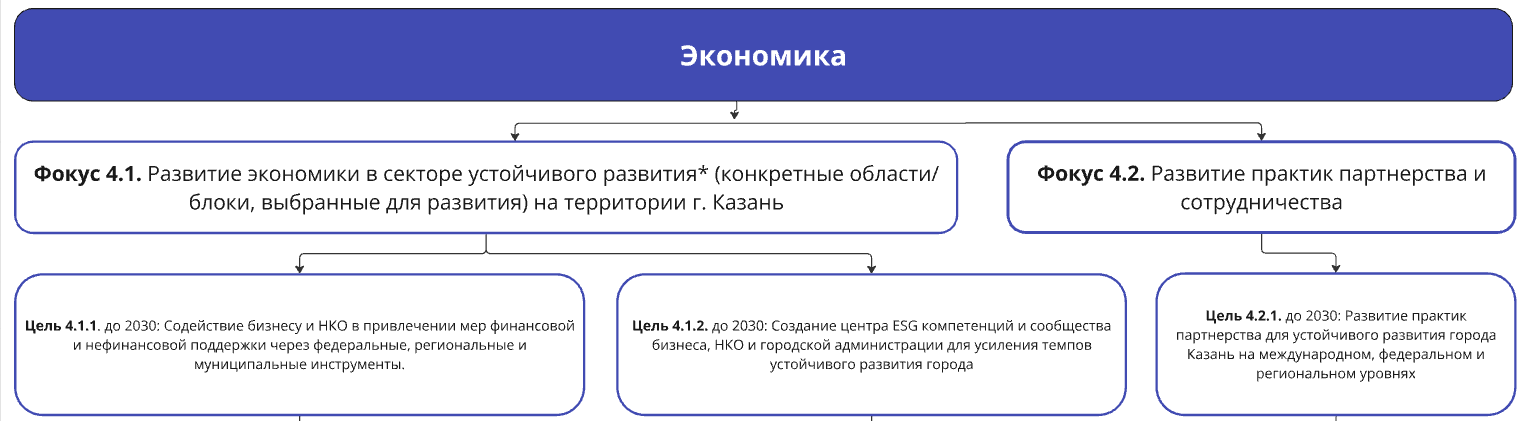 Экономика
Фокус 4.1. Развитие экономики в секторе устойчивого развития* (конкретные области/
блоки, выбранные для развития) на территории г. Казань
Фокус 4.2. Развитие практик партнерства и
сотрудничества
Цель 4.1.1. до 2030: Содействие бизнесу и НКО в привлечении мер финансовой
и нефинансовой поддержки через федеральные, региональные и
муниципальные инструменты.
Цель 4.1.2. до 2030: Создание центра ESG компетенций и сообщества
бизнеса, НКО и городской администрации для усиления темпов
устойчивого развития города
Цель 4.2.1. до 2030: Развитие практик
партнерства для устойчивого развития города
Казань на международном, федеральном и
региональном уровнях